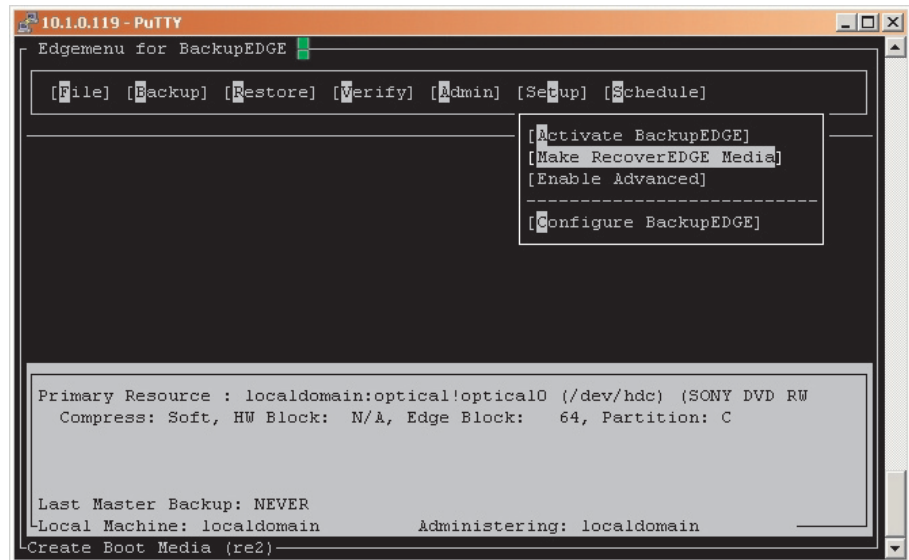 10.1.0.119 - PuTTY
Edgemenu for BackupEDGE
[File] [Backup] [Restore] [Verify] [Admin] [Setup] [Schedule]
[Activate BackupEDGE]
[Make RecoverEDGE Media]
[Enable Advanced]
[Configure BackupEDGE]
Primary Resource : localdomain:optical!optical0 (/dev/hdc) (SONY DVD RW
Compress: Soft, HW Block: N/A, Edge Block: 64, Partition: C
Last Master Backup: NEVER
Local Machine: localdomain Administering: localdomain
Create Boot Media (re2)